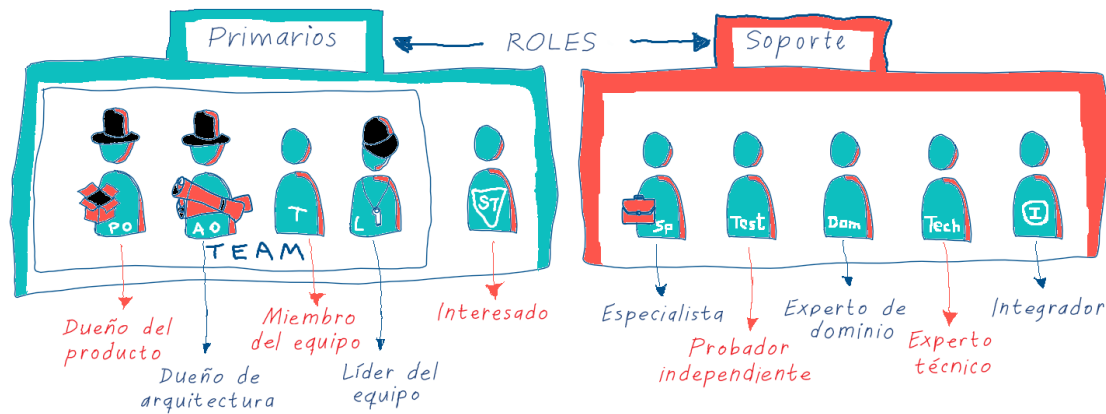 Primarios
ROLES
Soporte
PO
AO
T
L
ST
TEAM
Sp
Test
Dom
Tech
I
Dueño del
producto
Dueño de
arquitectura
Miembro
del equipo
Líder del
equipo
Interesado
Especialista
Probador
independiente
Experto de
dominio
Experto
técnico
Integrador